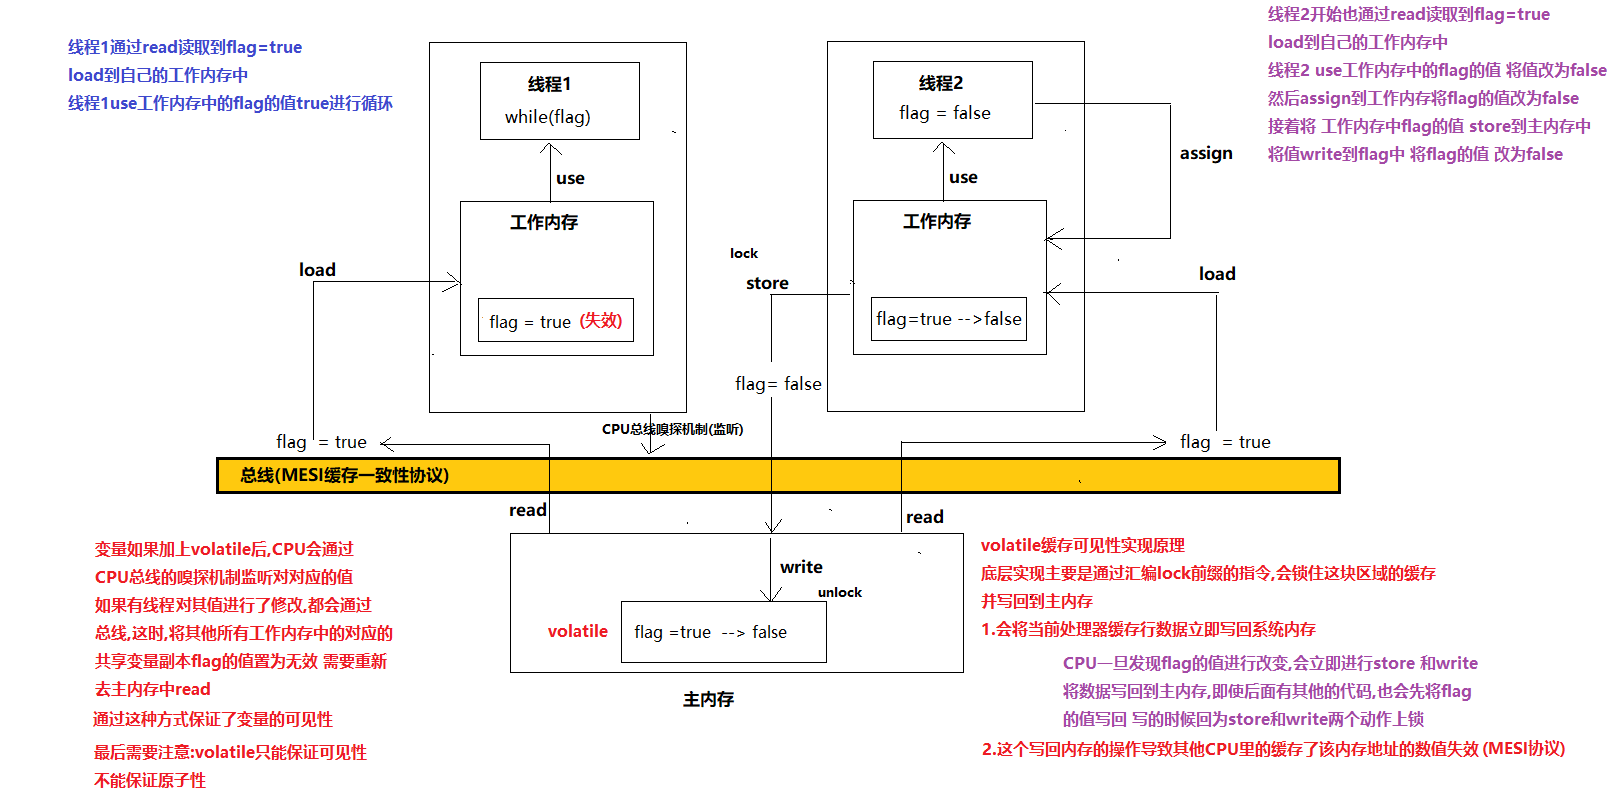 线程1通过read读取到flag=true
load到自己的工作内存中
线程1use工作内存中的flag的值true进行循环
线程2开始也通过read读取到flag=true
load到自己的工作内存中
线程2 use工作内存中的flag的值 将值改为false
然后assign到工作内存将flag的值改为false
接着将 工作内存中flag的值 store到主内存中
将值write到flag中 将flag的值 改为false
线程1
while(flag)
use
工作内存
load
flag = true (失效)
线程2
flag = false
assign
use
工作内存
lock
store
load
flag=true -->false
flag= false
CPU总线嗅探机制(监听)
flag = true
flag = true
总线(MESI缓存一致性协议)
read
read
write
unlock
volatile
flag =true --> false
主内存
变量如果加上volatile后,CPU会通过
CPU总线的嗅探机制监听对对应的值
如果有线程对其值进行了修改,都会通过
总线,这时,将其他所有工作内存中的对应的
共享变量副本flag的值置为无效 需要重新
去主内存中read
通过这种方式保证了变量的可见性
最后需要注意:volatile只能保证可见性
不能保证原子性
volatile缓存可见性实现原理
底层实现主要是通过汇编lock前缀的指令,会锁住这块区域的缓存
并写回到主内存
1.会将当前处理器缓存行数据立即写回系统内存
CPU一旦发现flag的值进行改变,会立即进行store 和write
将数据写回到主内存,即使后面有其他的代码,也会先将flag
的值写回 写的时候回为store和write两个动作上锁
2.这个写回内存的操作导致其他CPU里的缓存了该内存地址的数值失效 (MESI协议)